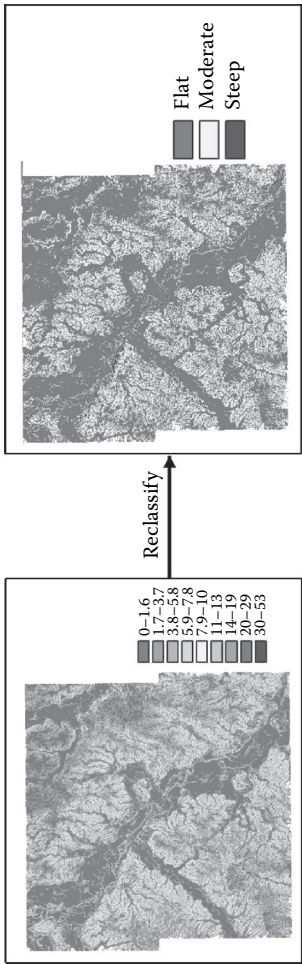 0–1.6
1.7–3.7
3.8–5.8
5.9–7.8
7.9–10
11–13
14–19
20–29
30–53
Reclassify
Flat
Moderate
Steep